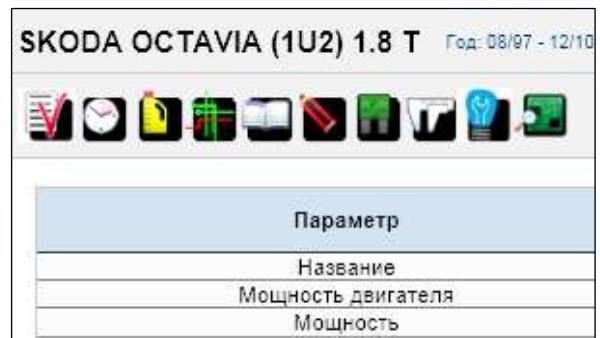 SKODA OCTAVIA (1U2) 1.8 T Год: 08/97 - 12/10
Параметр
Название
Мощность двигателя
Мощность